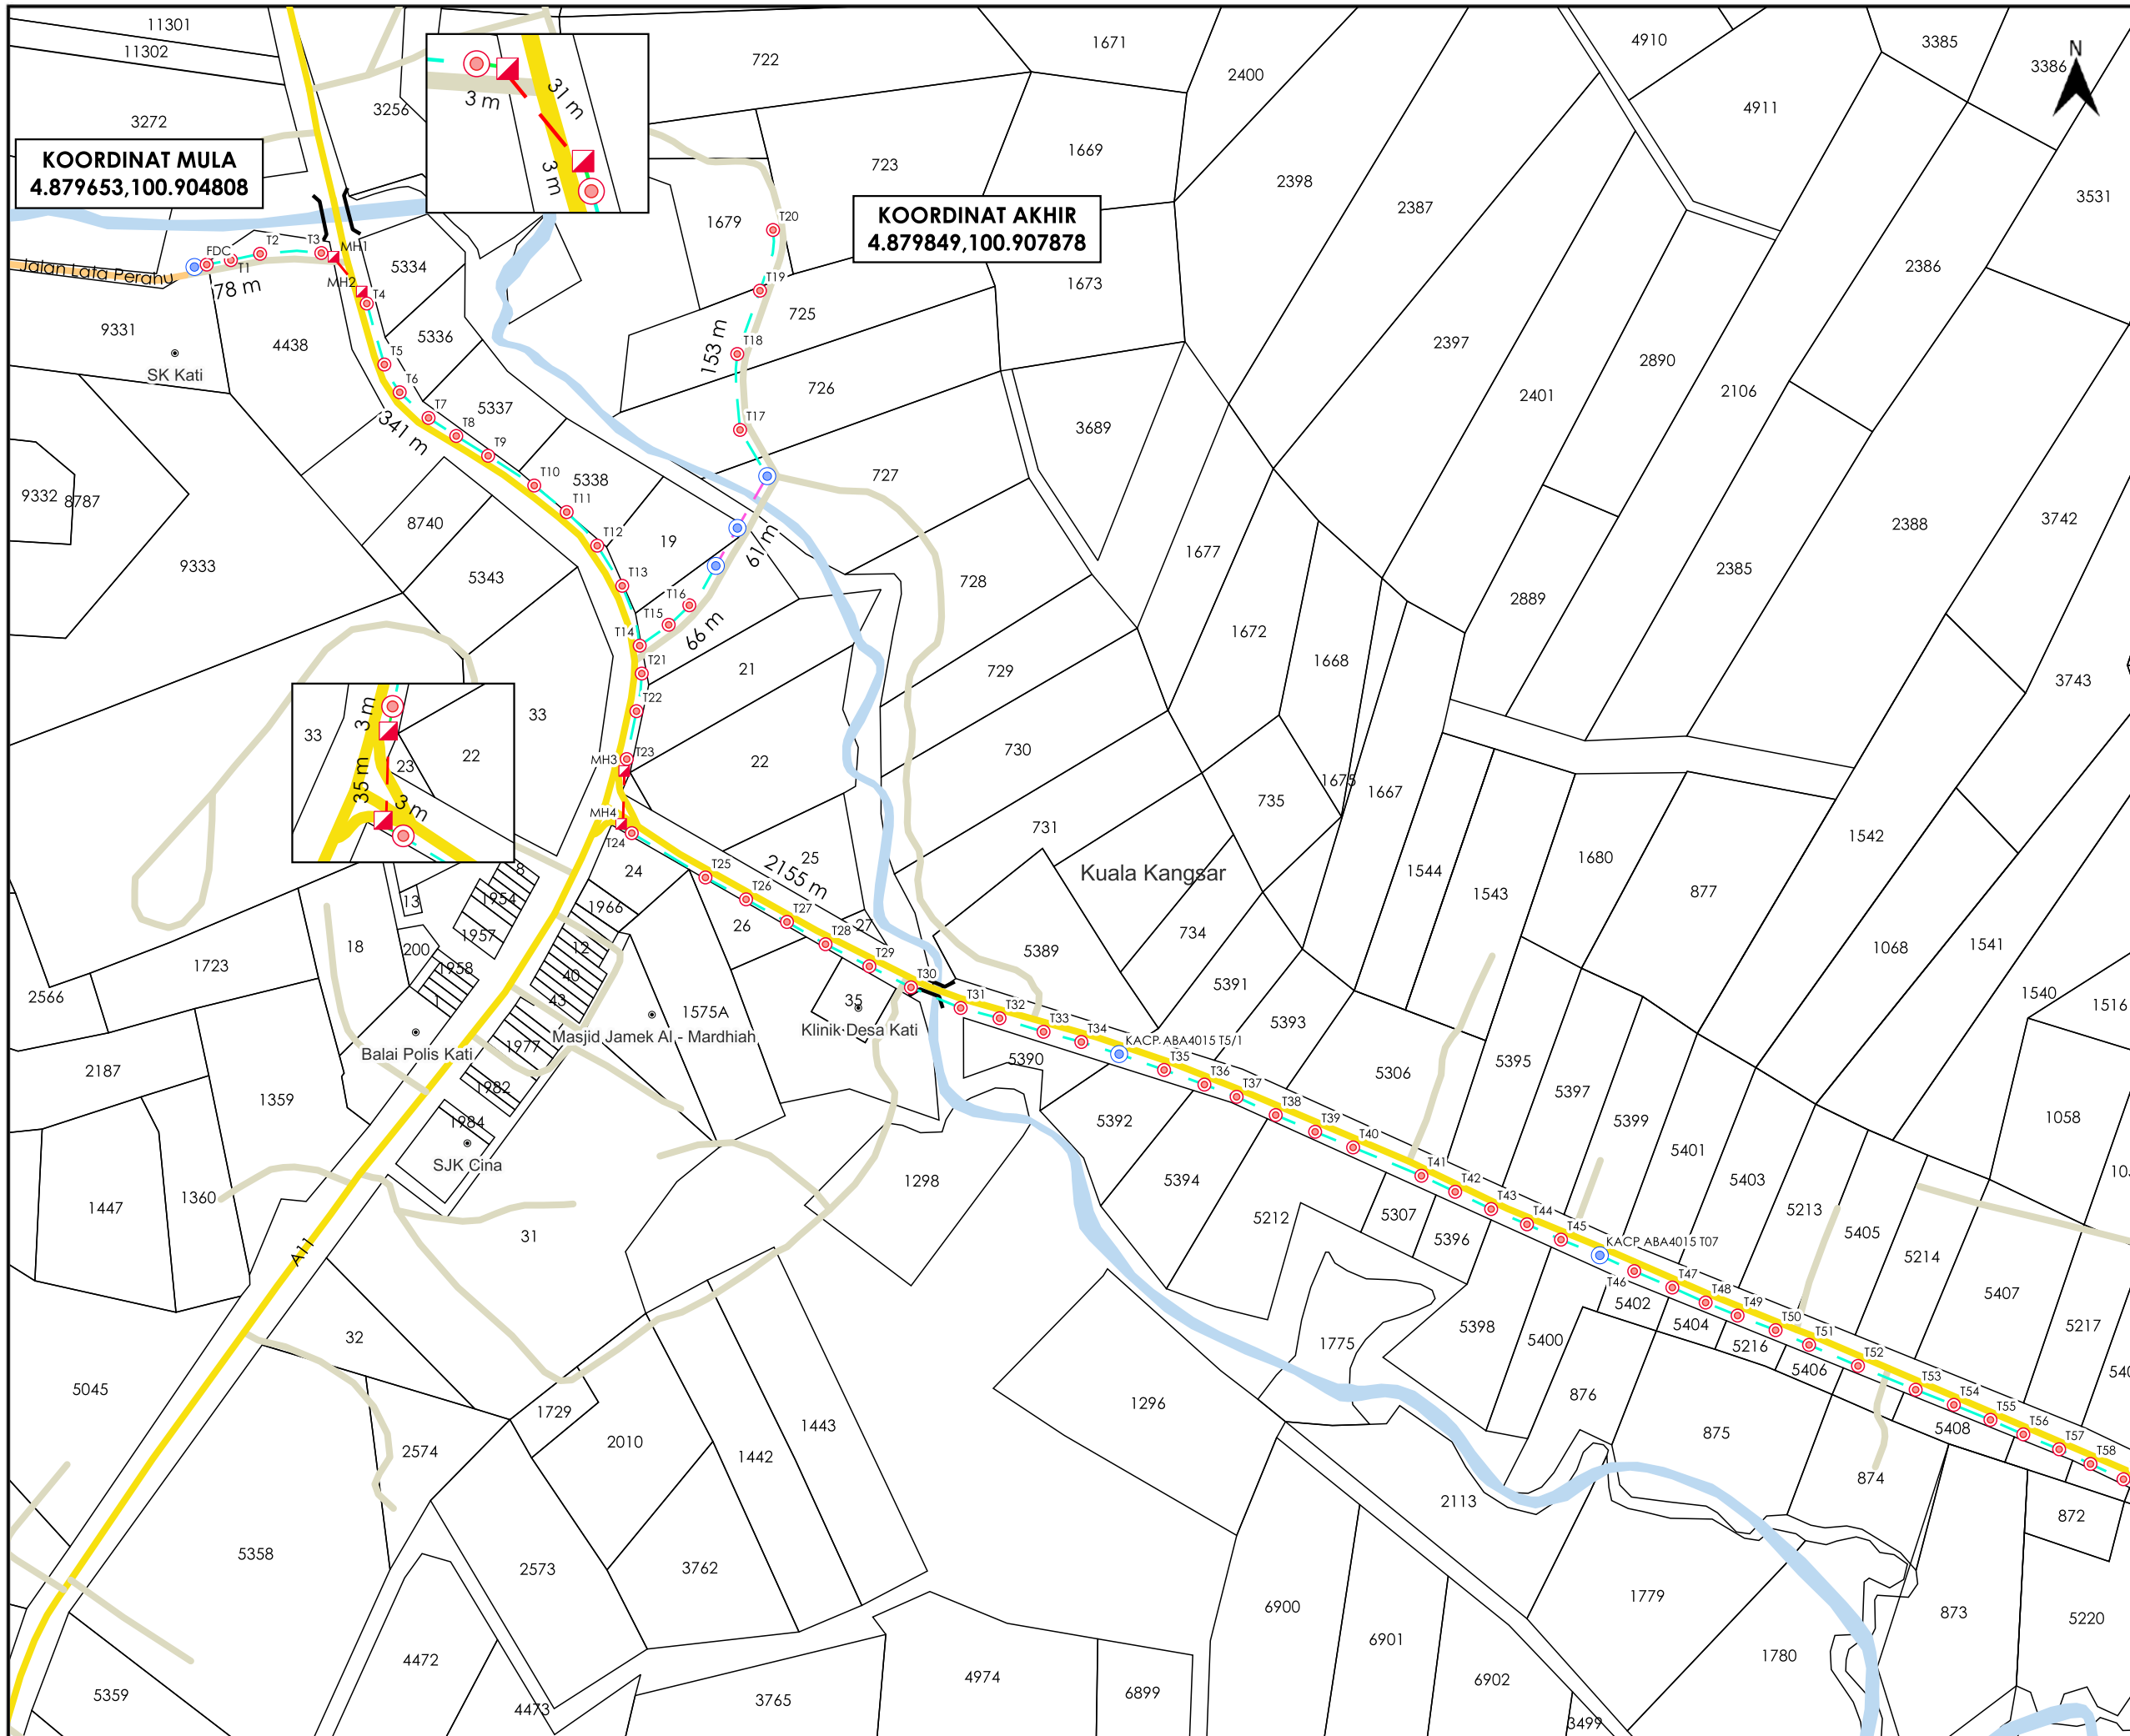 11301
11302
3272
3256
722
1671
2400
4910
3385
3386
N
4911
3 m
31 m
3 m
KOORDINAT MULA
4.879653,100.904808
723
1669
2398
2387
3531
KOORDINAT AKHIR
4.879849,100.907878
1679
T20
FDC
T1
T2
T3
MH1
MH2
T4
Jalan Lata Perahu
78 m
5334
T19
1673
2386
9331
4438
5336
725
153 m
T18
2397
2890
2106
SK Kati
T5
T6
T7
T8
T9
341 m
5337
726
T17
2401
3689
9332
8787
T10
5338
T11
727
2388
3742
8740
T12
19
61 m
1677
9333
5343
T13
728
2385
2889
T16
T15
66 m
T14
1672
T21
21
729
1668
3743
T22
33
730
33
3 m
23
22
35 m
3 m
T23
MH3
22
1675
1667
735
MH4
T24
731
1542
24
T25
2155 m
25
Kuala Kangsar
1544
1543
1680
877
8
1954
13
T26
1966
T27
27
26
18
200
1957
12
T28
734
5389
1068
1541
1723
1958
40
T29
2566
1
43
T30
5391
1540
1516
35
T31
1575A
Masjid Jamek Al - Mardhiah
Klinik Desa Kati
T32
T33
5393
Balai Polis Kati
1977
T34
KACP ABA4015 T5/1
5390
T35
5395
2187
1982
T36
5306
5397
1359
T37
5399
1058
1984
5392
T38
T39
SJK Cina
T40
5401
1298
5394
T41
5403
1447
1360
T42
5307
5212
5213
31
T43
5396
T44
5405
A11
T45
5214
KACP ABA4015 T07
T46
T47
5402
T48
5407
T49
5404
T50
32
5398
5400
5216
T51
5217
1775
5406
T52
5045
876
T53
1296
T54
1729
T55
875
5408
T56
2010
1443
T57
2574
1442
T58
874
2113
872
5358
2573
3762
1779
6900
873
5220
6901
4472
1780
4974
6902
5359
4473
3765
6899
3499